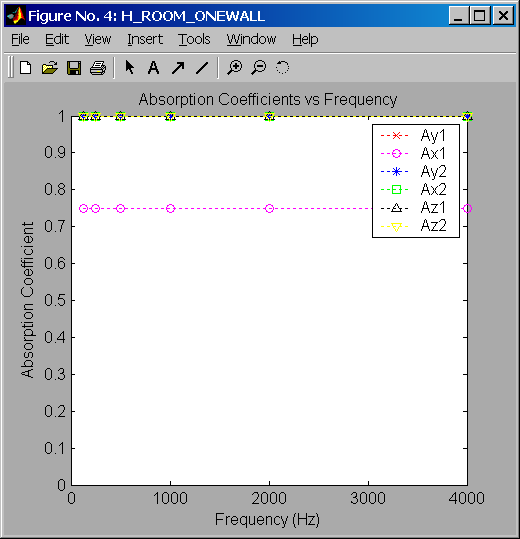 Figure No. 4: H_ROOM_ONEWALL
File Edit View Insert Tools Window Help
A
Absorption Coefficients vs Frequency
1
0.9
0.8
0.7
0.6
0.5
0.4
0.3
0.2
0.1
0
Absorption Coefficient
Ay1
Ax1
Ay2
Ax2
Az1
Az2
0 1000 2000 3000 4000
Frequency (Hz)